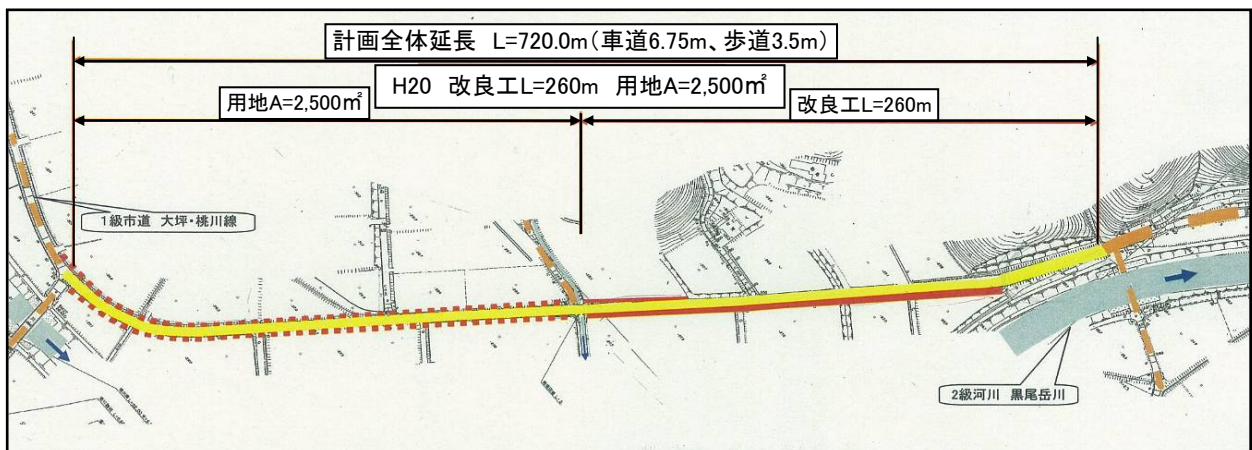 計画全体延長 L=720.0m(車道6.75m、歩道3.5m)
H20 改良工L=260m 用地A=2,500㎡
用地A=2,500㎡
改良工L=260m
1級市道 大坪・桃川線
2級河川 黒尾岳川